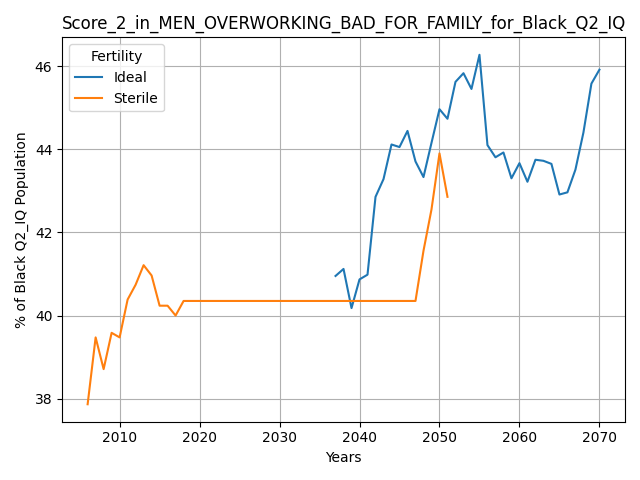 Score_2_in_MEN_OVERWORKING_BAD_FOR_FAMILY_for_Black_Q2_IQ
Fertility
Ideal
Sterile
% of Black Q2_IQ Population
46
44
42
40
38
2010
2020
2030
2040
2050
2060
2070
Years